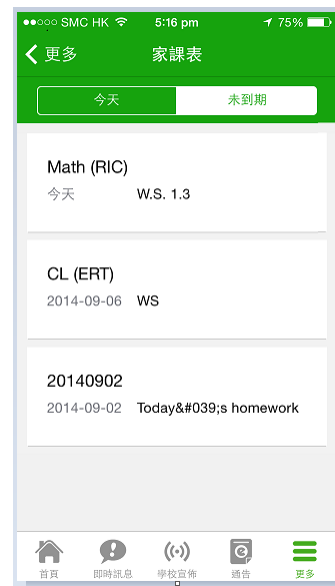 SMC HK 5:16 pm 75%
更多 家課表
今天 未到期
Math (RIC)
今天 W.S. 1.3
CL (ERT)
2014-09-06 WS
20140902
2014-09-02 Today&#039;s homework
首頁 即時訊息 學校宣佈 通告 更多